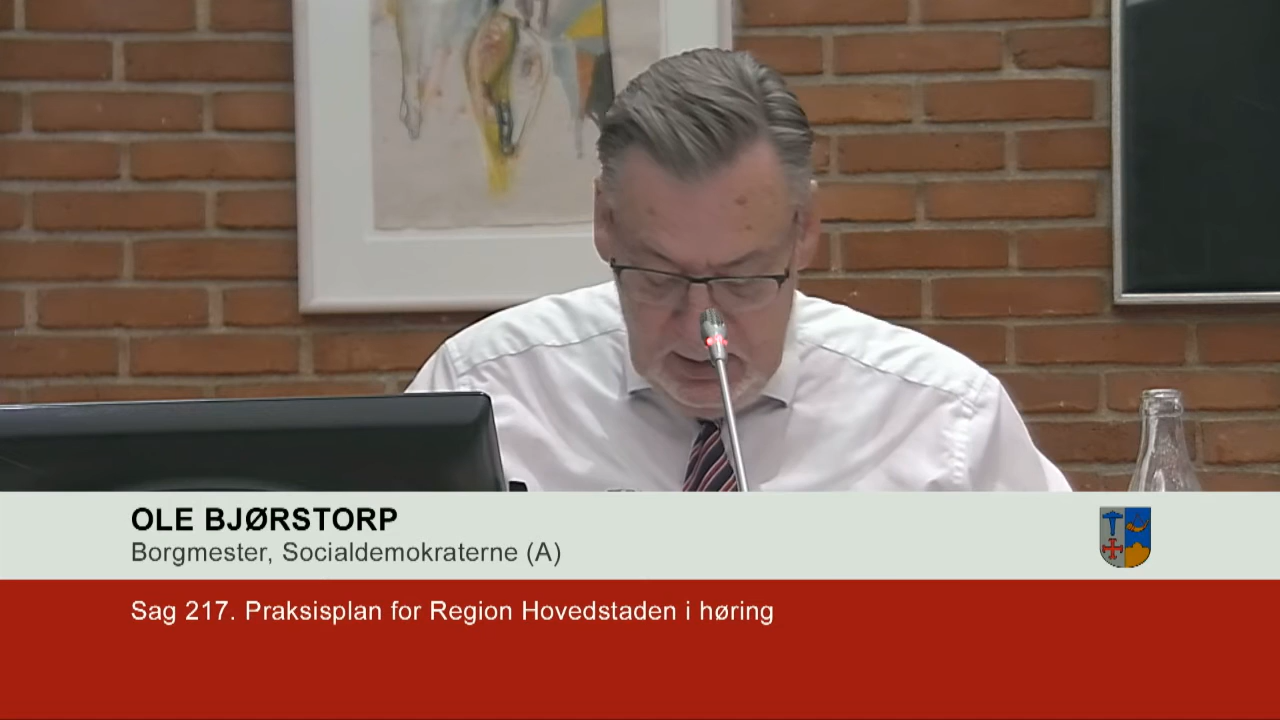 OLE BJØRSTORP
Borgmester, Socialdemokraterne (A)
Sag 217. Praksisplan for Region Hovedstaden i høring